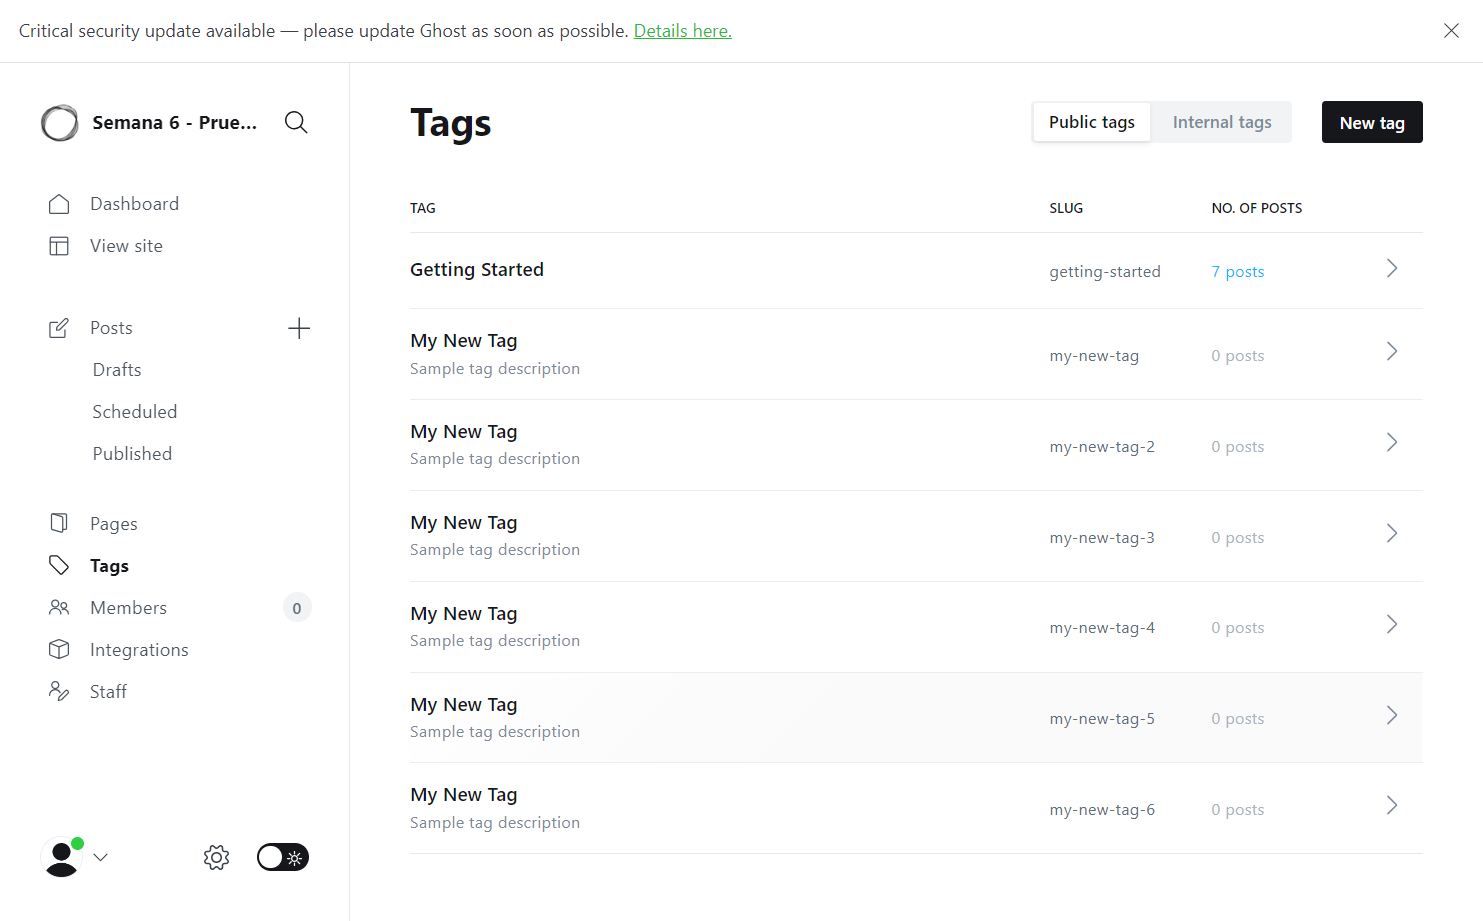 Critical security update available — please update Ghost as soon as possible. Details here.
Semana 6 - Prue...
Dashboard
View site
Posts
Drafts
Scheduled
Published
Pages
Tags
Members 0
Integrations
Staff
Tags
Public tags Internal tags New tag
TAG SLUG NO. OF POSTS
Getting Started getting-started 7 posts
My New Tag
Sample tag description my-new-tag 0 posts
My New Tag
Sample tag description my-new-tag-2 0 posts
My New Tag
Sample tag description my-new-tag-3 0 posts
My New Tag
Sample tag description my-new-tag-4 0 posts
My New Tag
Sample tag description my-new-tag-5 0 posts
My New Tag
Sample tag description my-new-tag-6 0 posts